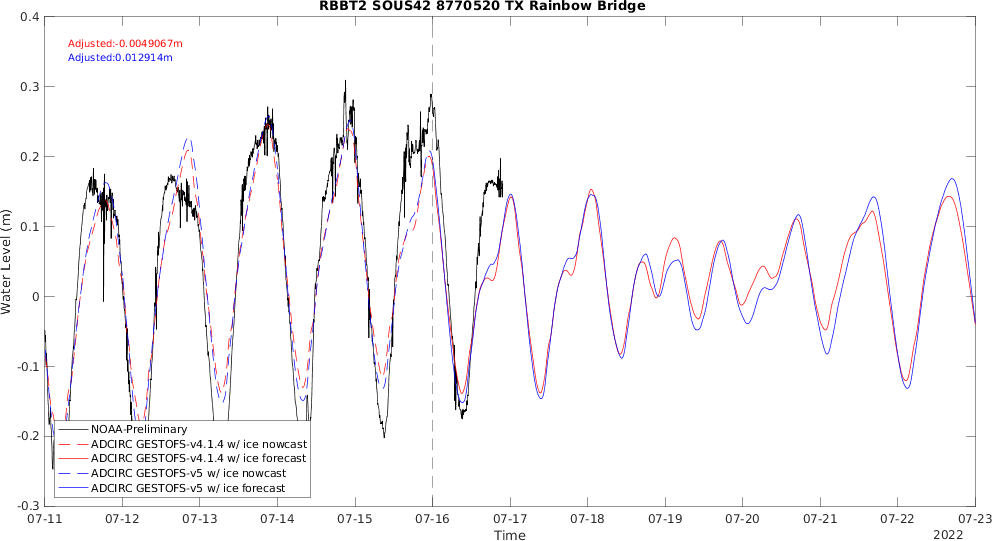 RBBT2 SOUS42 8770520 TX Rainbow Bridge
Adjusted:-0.0049067m
Adjusted:0.012914m
Water Level (m)
0.4
0.3
0.2
0.1
0
-0.1
-0.2
-0.3
NOAA-Preliminary
ADCIRC GESTOFS-v4.1.4 w/ ice nowcast
ADCIRC GESTOFS-v4.1.4 w/ ice forecast
ADCIRC GESTOFS-v5 w/ ice nowcast
ADCIRC GESTOFS-v5 w/ ice forecast
07-11 07-12 07-13 07-14 07-15 07-16 07-17 07-18 07-19 07-20 07-21 07-22 07-23
Time
2022